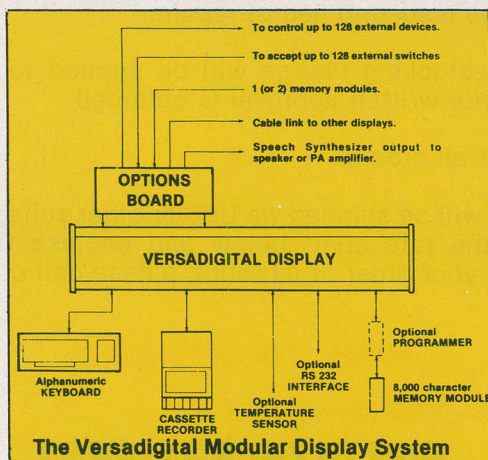 To control up to 128 external devices.
To accept up to 128 external switches
1 (or 2) memory modules.
Cable link to other displays.
Speech Synthesizer output to
speaker or PA amplifier.
OPTIONS
BOARD
VERSADIGITAL DISPLAY
Alphanumeric
KEYBOARD
CASSETTE
RECORDER
Optional
TEMPERATURE
SENSOR
Optional
RS 232
INTERFACE
Optional
PROGRAMMER
8,000 character
MEMORY MODULE
The Versadigital Modular Display System